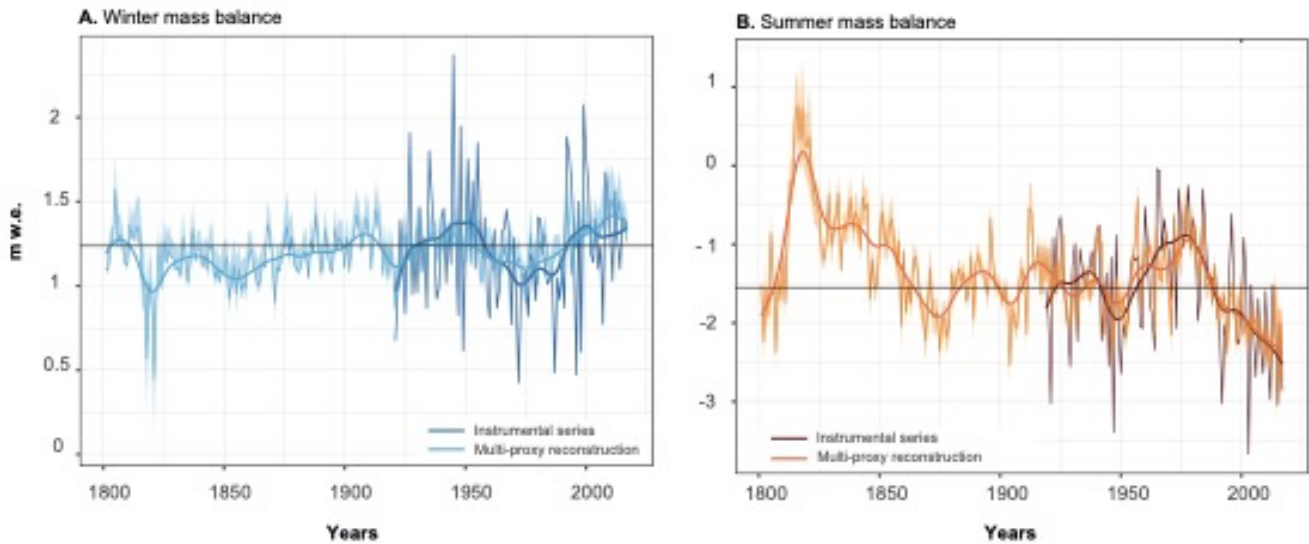 A. Winter mass balance
2
1.5
1
0.5
0
m w.e.
Instrumental series
Multi-proxy reconstruction
1800 1850 1900 1950 2000
Years
B. Summer mass balance
1
0
- 1
-2
-3
Instrumental series
Multi-proxy reconstruction
1800 1850 1900 1950 2000
Years